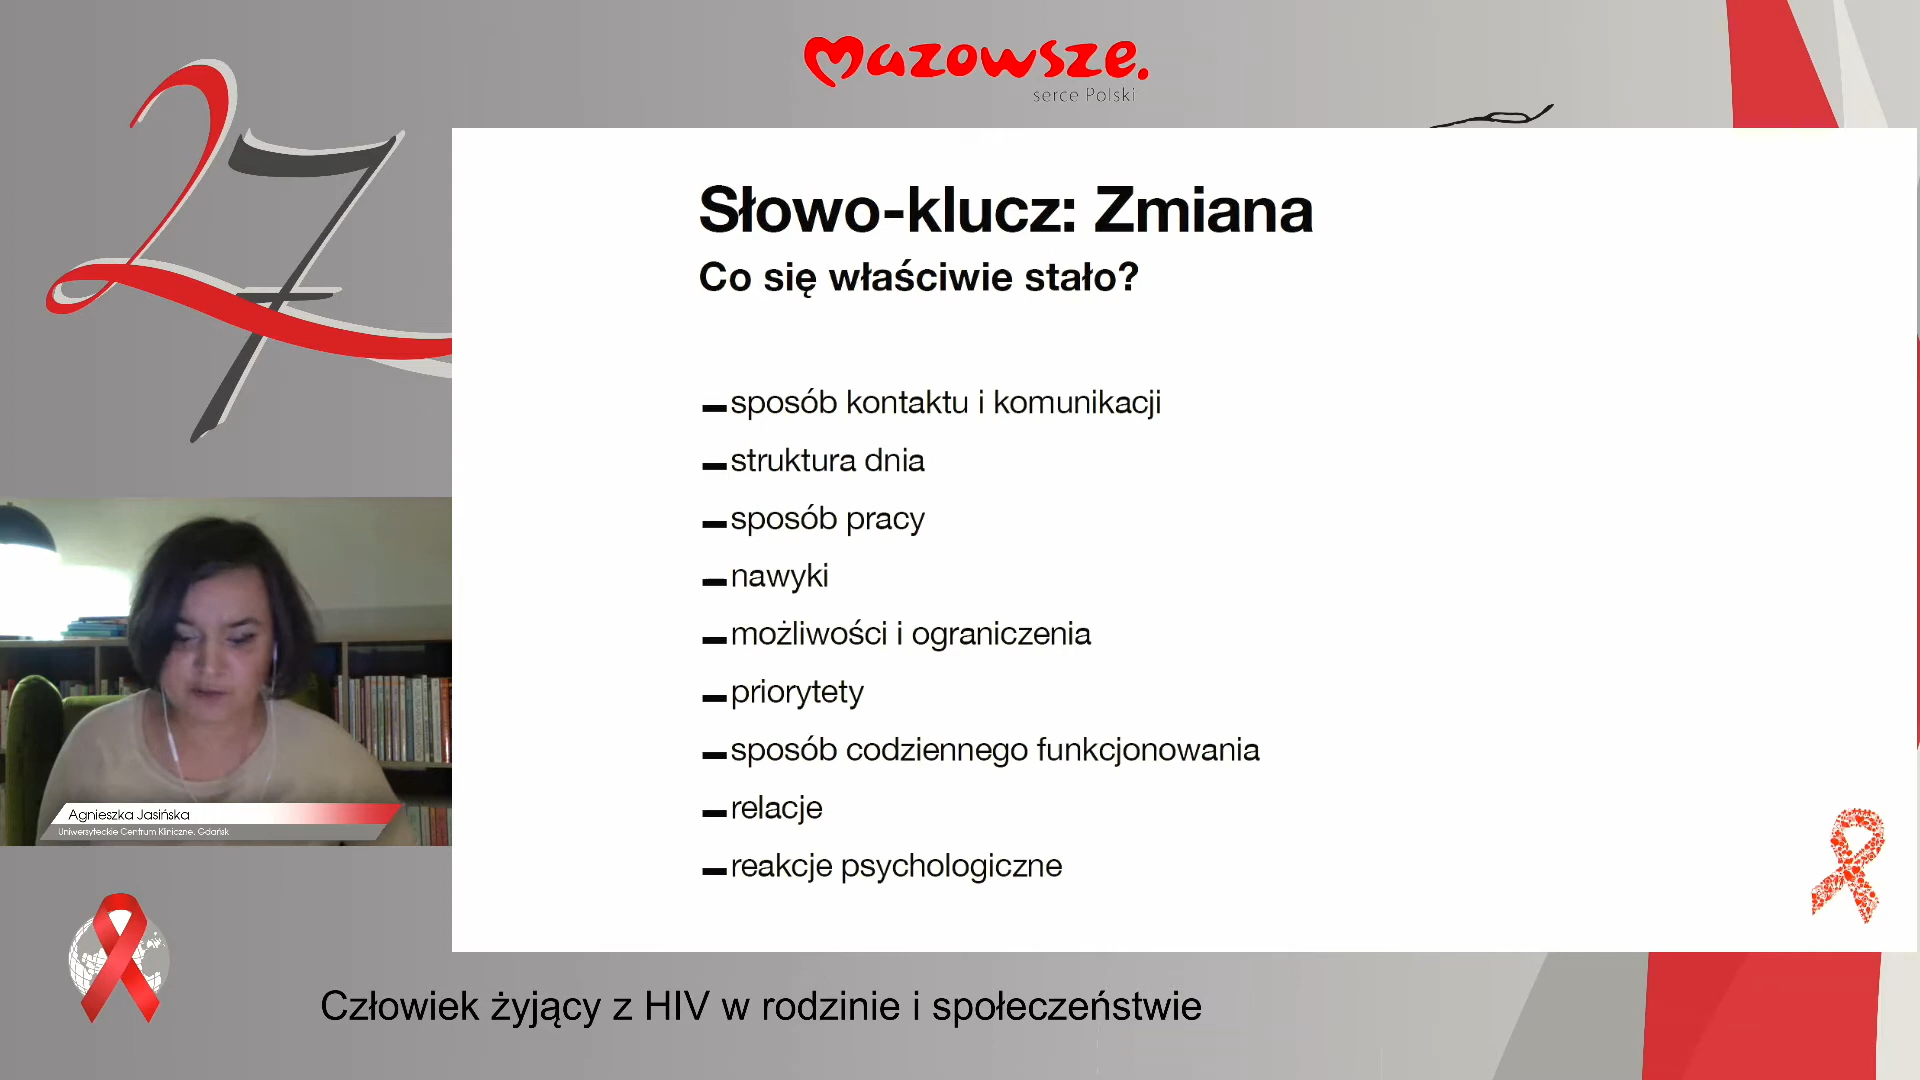 Mazowsze.
serce Polski
27
Słowo-klucz: Zmiana
Co się właściwie stało?
sposób kontaktu i komunikacji
struktura dnia
sposób pracy
nawyki
możliwości i ograniczenia
priorytety
sposób codziennego funkcjonowania
relacje
reakcje psychologiczne
Agnieszka Jasińska
Uniwersyteckie Centrum Kliniczne, Gdańsk
Człowiek żyjący z HIV w rodzinie i społeczeństwie